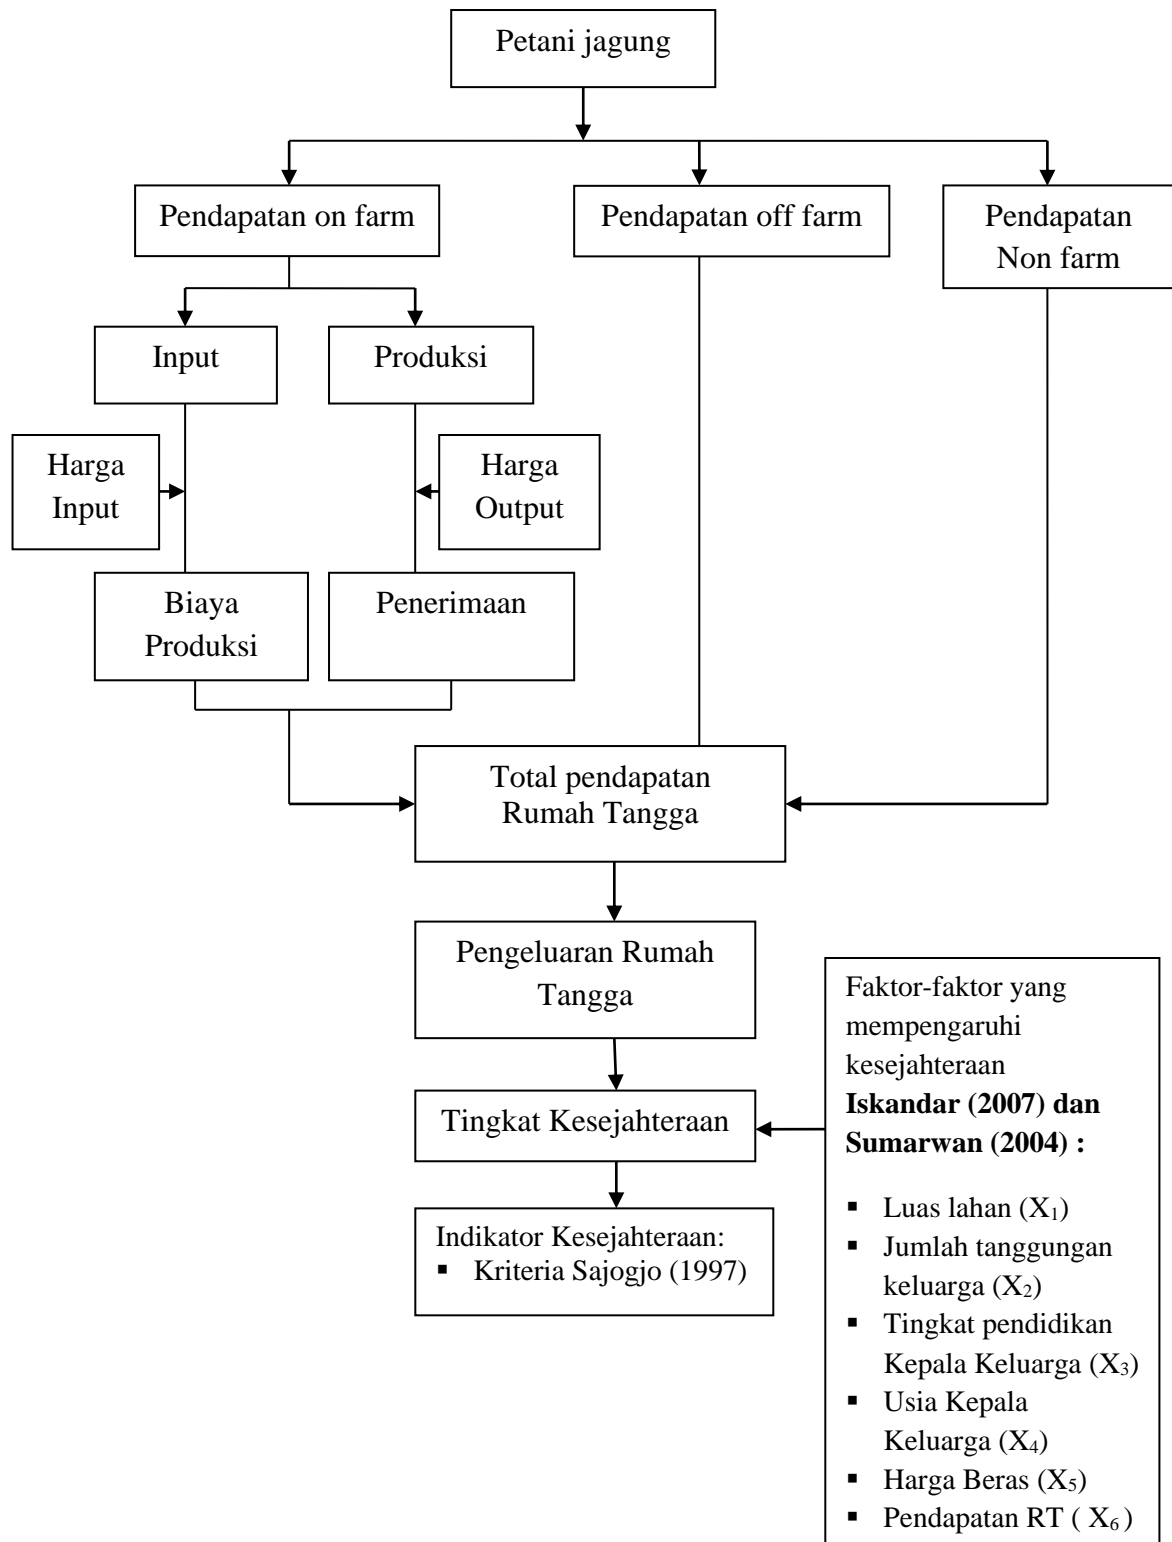 Petani jagung
Pendapatan on farm
Pendapatan off farm
Pendapatan
Non farm
Input
Produksi
Harga
Input
Harga
Output
Biaya
Produksi
Penerimaan
Total pendapatan
Rumah Tangga
Pengeluaran Rumah
Tangga
Tingkat Kesejahteraan
Indikator Kesejahteraan:
▪ Kriteria Sajogjo (1997)
Faktor-faktor yang
mempengaruhi
kesejahteraan
Iskandar (2007) dan
Sumarwan (2004) :
▪ Luas lahan (X₁)
▪ Jumlah tanggungan
keluarga (X₂)
▪ Tingkat pendidikan
Kepala Keluarga (X₃)
▪ Usia Kepala
Keluarga (X₄)
▪ Harga Beras (X₅)
▪ Pendapatan RT ( X₆ )